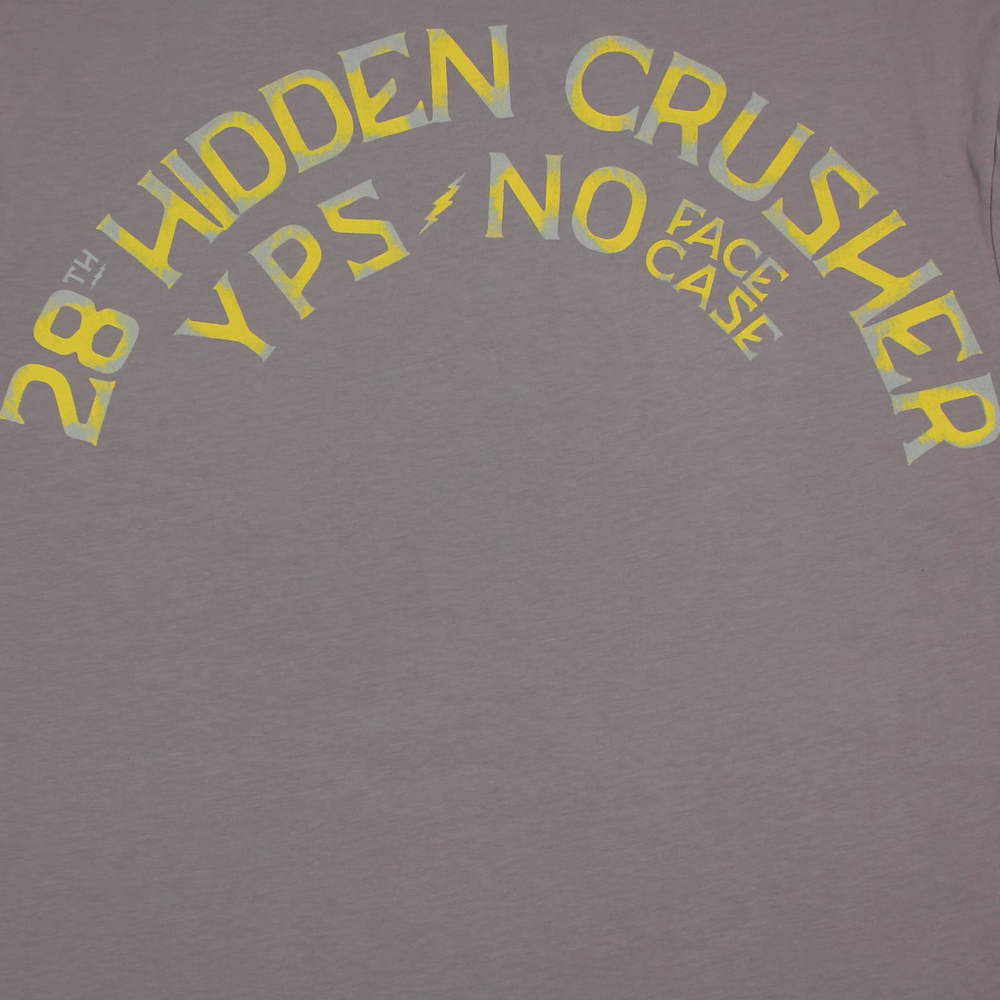 28TH HIDDEN CRUSHER
YPS NO FACE
CASE